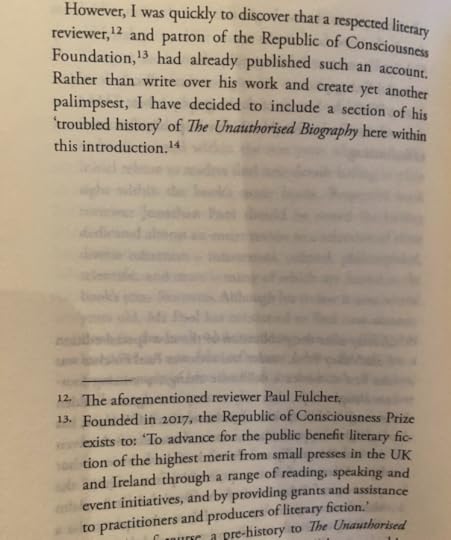 However, I was quickly to discover that a respected literary
reviewer,¹² and patron of the Republic of Consciousness
Foundation,¹³ had already published such an account.
Rather than write over his work and create yet another
palimpsest, I have decided to include a section of his
‘troubled history’ of The Unauthorised Biography here within
this introduction.¹⁴
12. The aforementioned reviewer Paul Fulcher.
13. Founded in 2017, the Republic of Consciousness Prize
exists to: ‘To advance for the public benefit literary fic-
tion of the highest merit from small presses in the UK
and Ireland through a range of reading, speaking and
event initiatives, and by providing grants and assistance
to practitioners and producers of literary fiction.’
course, a pre-history to The Unauthorised